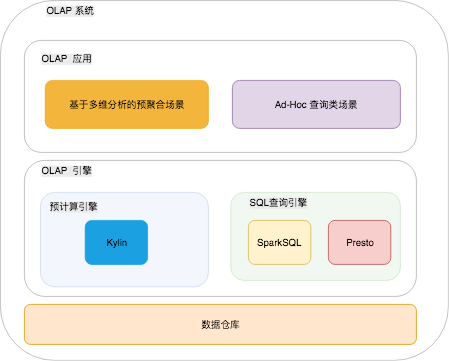 OLAP 系统
OLAP 应用
基于多维分析的预聚合场景
Ad-Hoc 查询类场景
OLAP 引擎
预计算引擎
Kylin
SQL查询引擎
SparkSQL
Presto
数据仓库